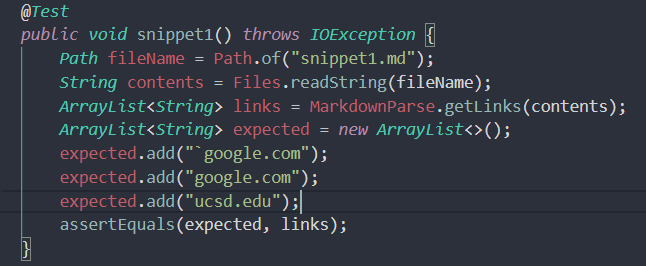 @Test
public void snippet1() throws IOException {
Path fileName = Path.of("snippet1.md");
String contents = Files.readString(fileName);
ArrayList<String> links = MarkdownParse.getLinks(contents);
ArrayList<String> expected = new ArrayList<>();
expected.add("`google.com");
expected.add("google.com");
expected.add("ucsd.edu");
assertEquals(expected, links);
}